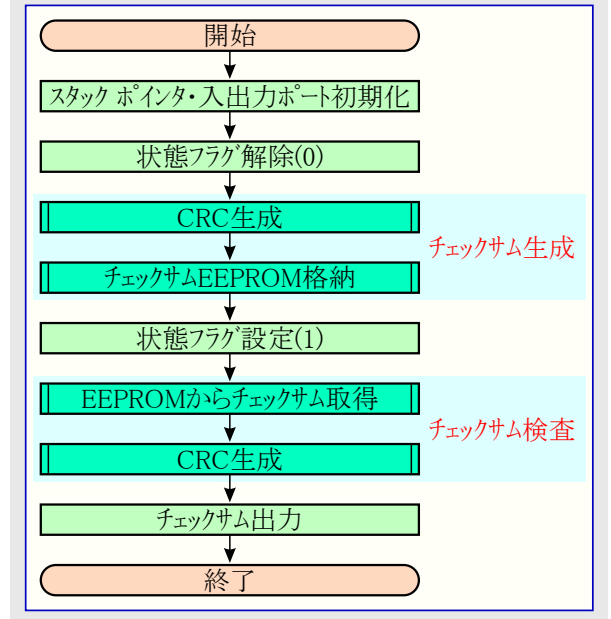 開始
スタック ポインタ・入出力ポート初期化
状態フラグ解除(0)
CRC生成
チェックサム生成
チェックサムEEPROM格納
状態フラグ設定(1)
EEPROMからチェックサム取得
チェックサム検査
CRC生成
チェックサム出力
終了